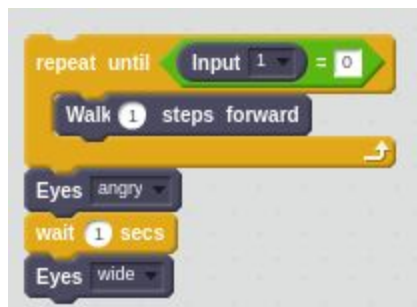 repeat until Input 1 = 0
Walk 1 steps forward
Eyes angry
wait 1 secs
Eyes wide